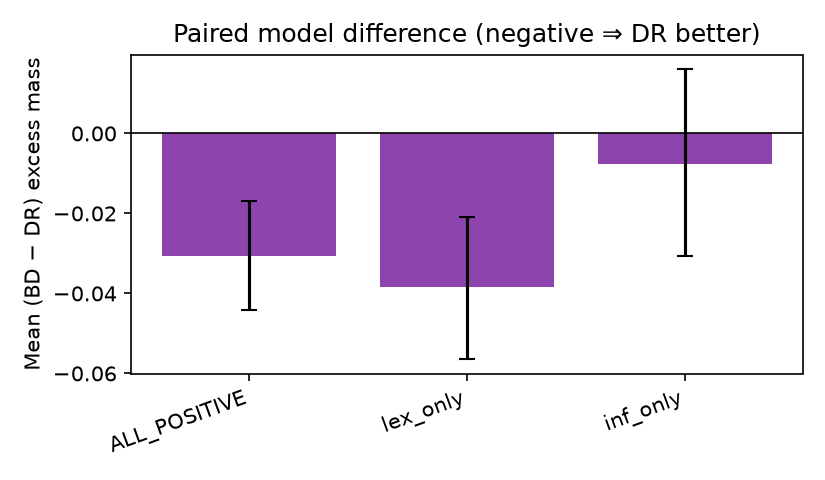 Paired model difference (negative ⇒ DR better)
Mean (BD − DR) excess mass
0.00
−0.02
−0.04
−0.06
ALL_POSITIVE
lex_only
inf_only